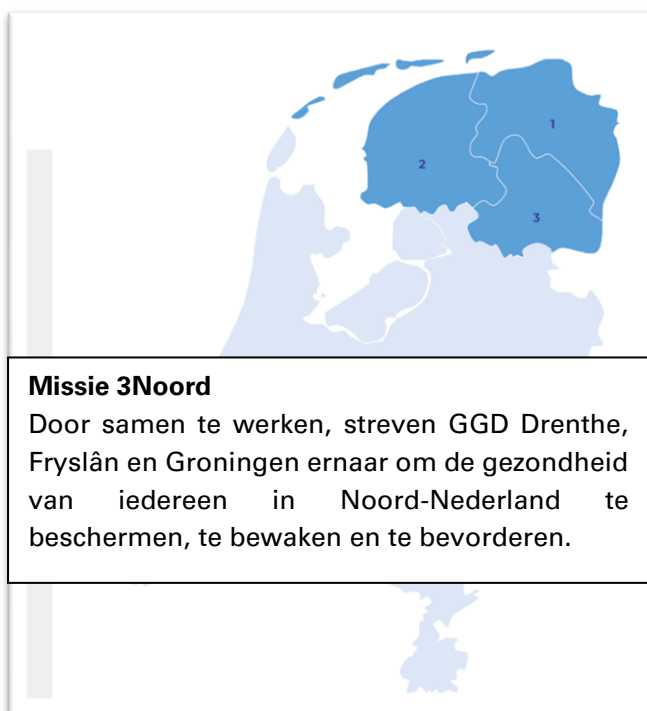 1
2
3
Missie 3Noord
Door samen te werken, streven GGD Drenthe,
Fryslân en Groningen ernaar om de gezondheid
van iedereen in Noord-Nederland te
beschermen, te bewaken en te bevorderen.